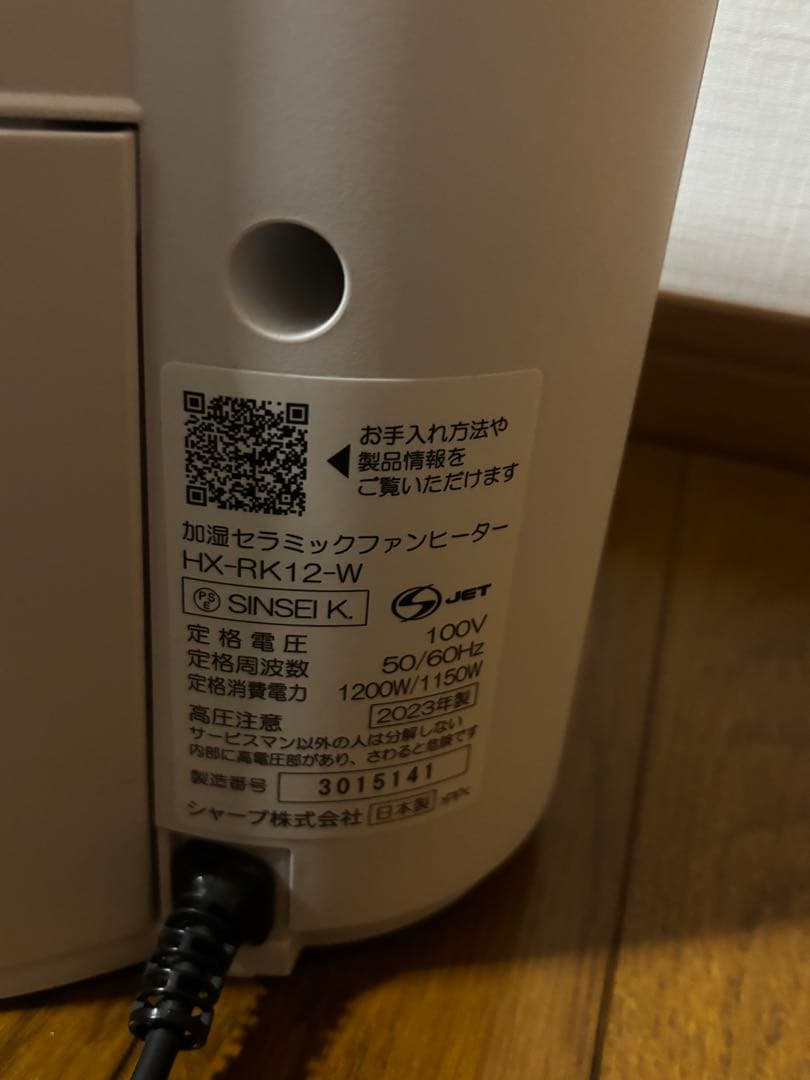 お手入れ方法や
製品情報を
ご覧いただけます
加湿セラミックファンヒーター
HX-RK12-W
PSE SINSEI K. JET
定格電圧 100V
定格周波数 50/60Hz
定格消費電力 1200W/1150W
2023年製
高圧注意
サービスマン以外の人は分解しない
内部に高電圧部があり、さわると危険です
製造番号 3015141
シャープ株式会社 日本製